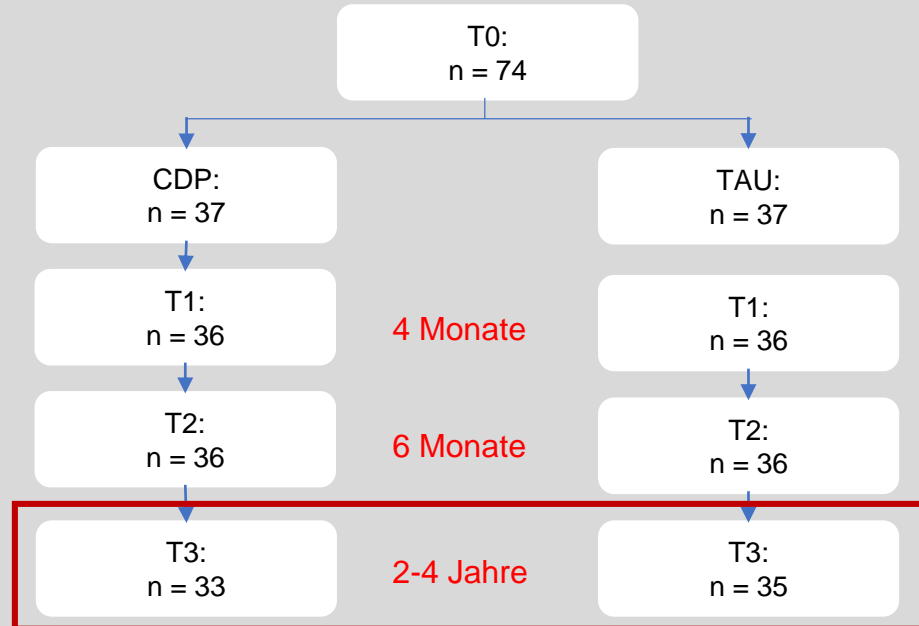 T0:
n = 74
CDP:
n = 37
TAU:
n = 37
T1:
n = 36
4 Monate
T1:
n = 36
T2:
n = 36
6 Monate
T2:
n = 36
T3:
n = 33
2-4 Jahre
T3:
n = 35